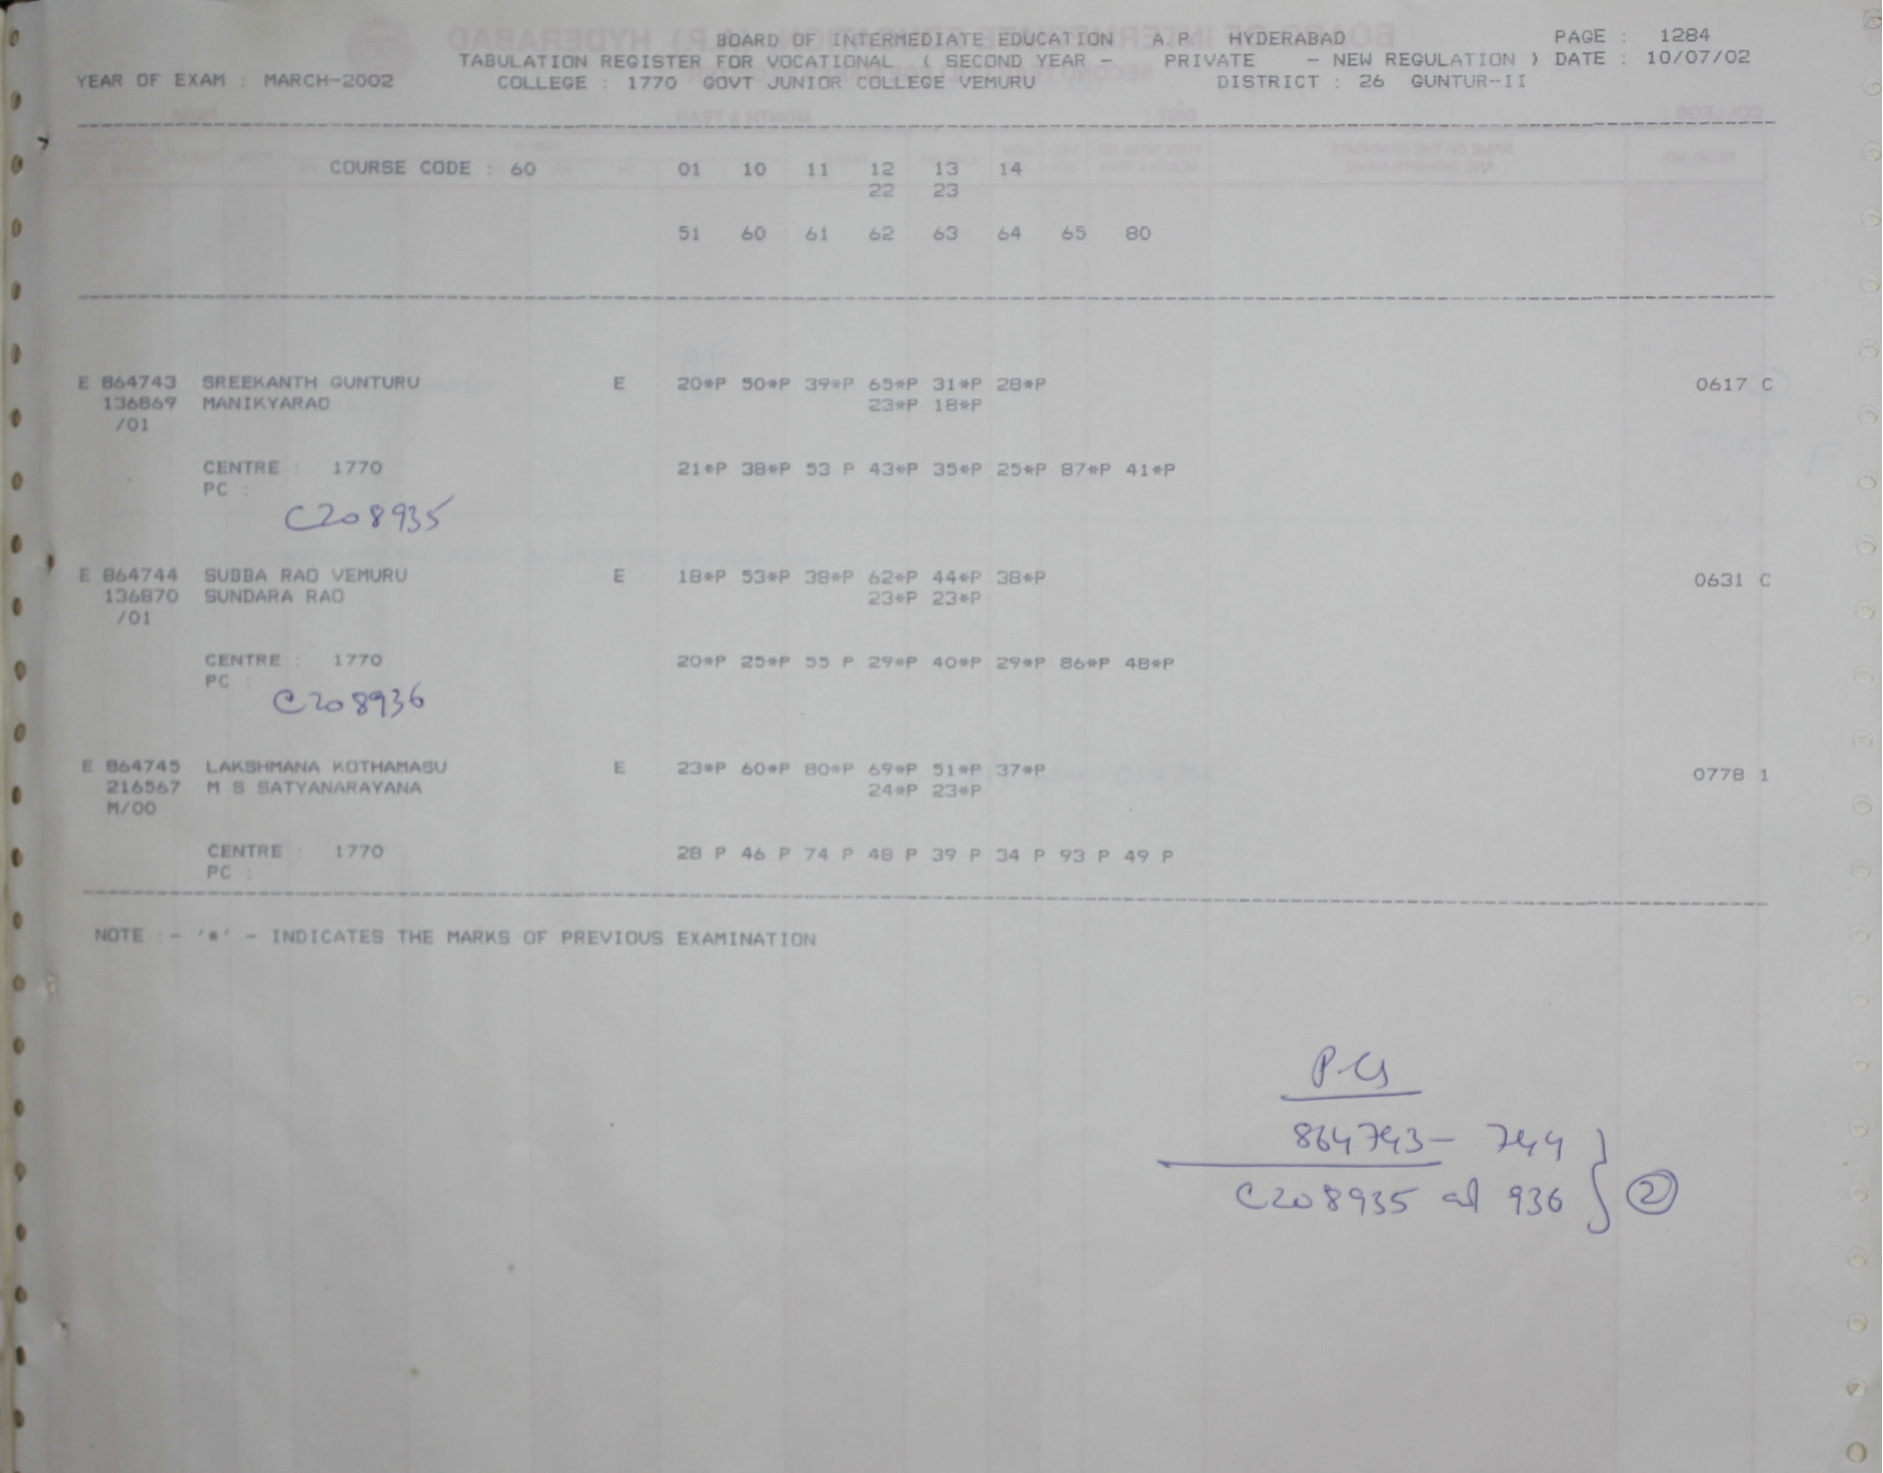 BOARD OF INTERMEDIATE EDUCATION A P HYDERABAD PAGE : 1284
TABULATION REGISTER FOR VOCATIONAL ( SECOND YEAR - PRIVATE - NEW REGULATION ) DATE : 10/07/02
YEAR OF EXAM : MARCH-2002 COLLEGE : 1770 GOVT JUNIOR COLLEGE VEMURU DISTRICT : 26 GUNTUR-II
COURSE CODE : 60 01 10 11 12 13 14
22 23
51 60 61 62 63 64 65 80
E 864743 SREEKANTH GUNTURU E 20*P 50*P 39*P 65*P 31*P 28*P 0617 C
136869 MANIKYARAO 23*P 18*P
/01
CENTRE : 1770 21*P 38*P 53 P 43*P 35*P 25*P 87*P 41*P
PC :
C208935
E 864744 SUBBA RAO VEMURU E 18*P 53*P 38*P 62*P 44*P 38*P 0631 C
136870 SUNDARA RAO 23*P 23*P
/01
CENTRE : 1770 20*P 25*P 55 P 29*P 40*P 29*P 86*P 48*P
PC :
C208936
E 864745 LAKSHMANA KOTHAMASU E 23*P 60*P 80*P 69*P 51*P 37*P 0778 1
216567 M S SATYANARAYANA 24*P 23*P
M/00
CENTRE : 1770 28 P 46 P 74 P 48 P 39 P 34 P 93 P 49 P
PC :
NOTE :- '*' - INDICATES THE MARKS OF PREVIOUS EXAMINATION
864743 - 744
C208935 936 2